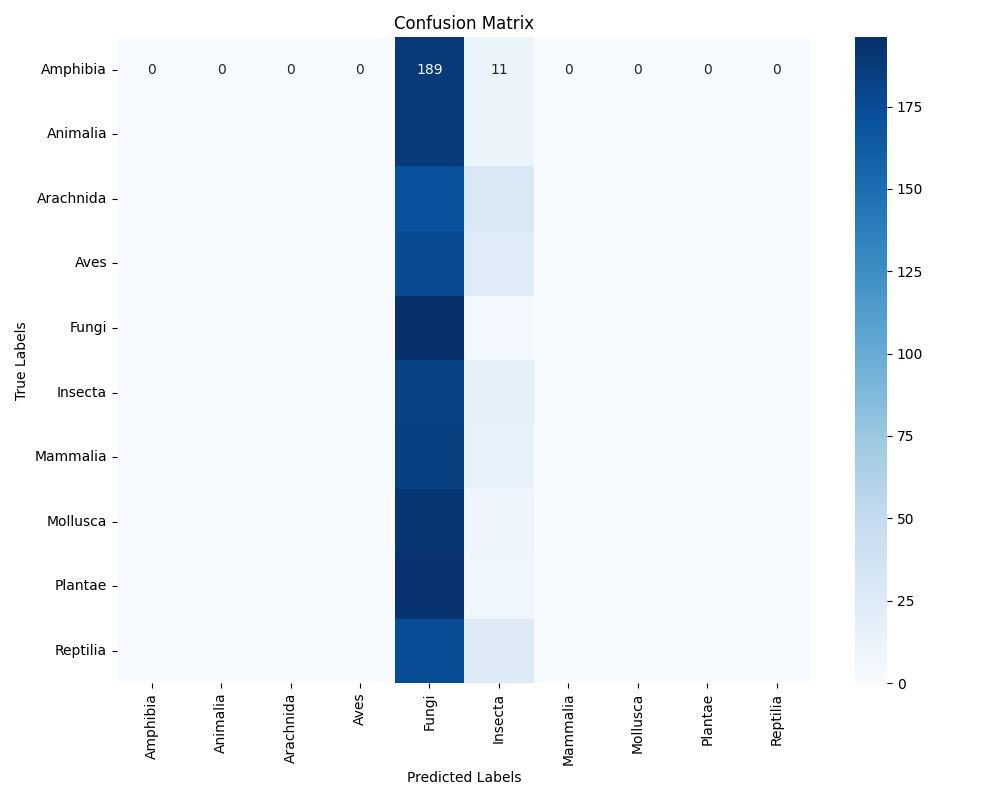 Confusion Matrix
Amphibia 0 0 0 0 189 11 0 0 0 0
Animalia
Arachnida
Aves
Fungi
Insecta
Mammalia
Mollusca
Plantae
Reptilia
True Labels
Amphibia Animalia Arachnida Aves Fungi Insecta Mammalia Mollusca Plantae Reptilia
Predicted Labels
175
150
125
100
75
50
25
0